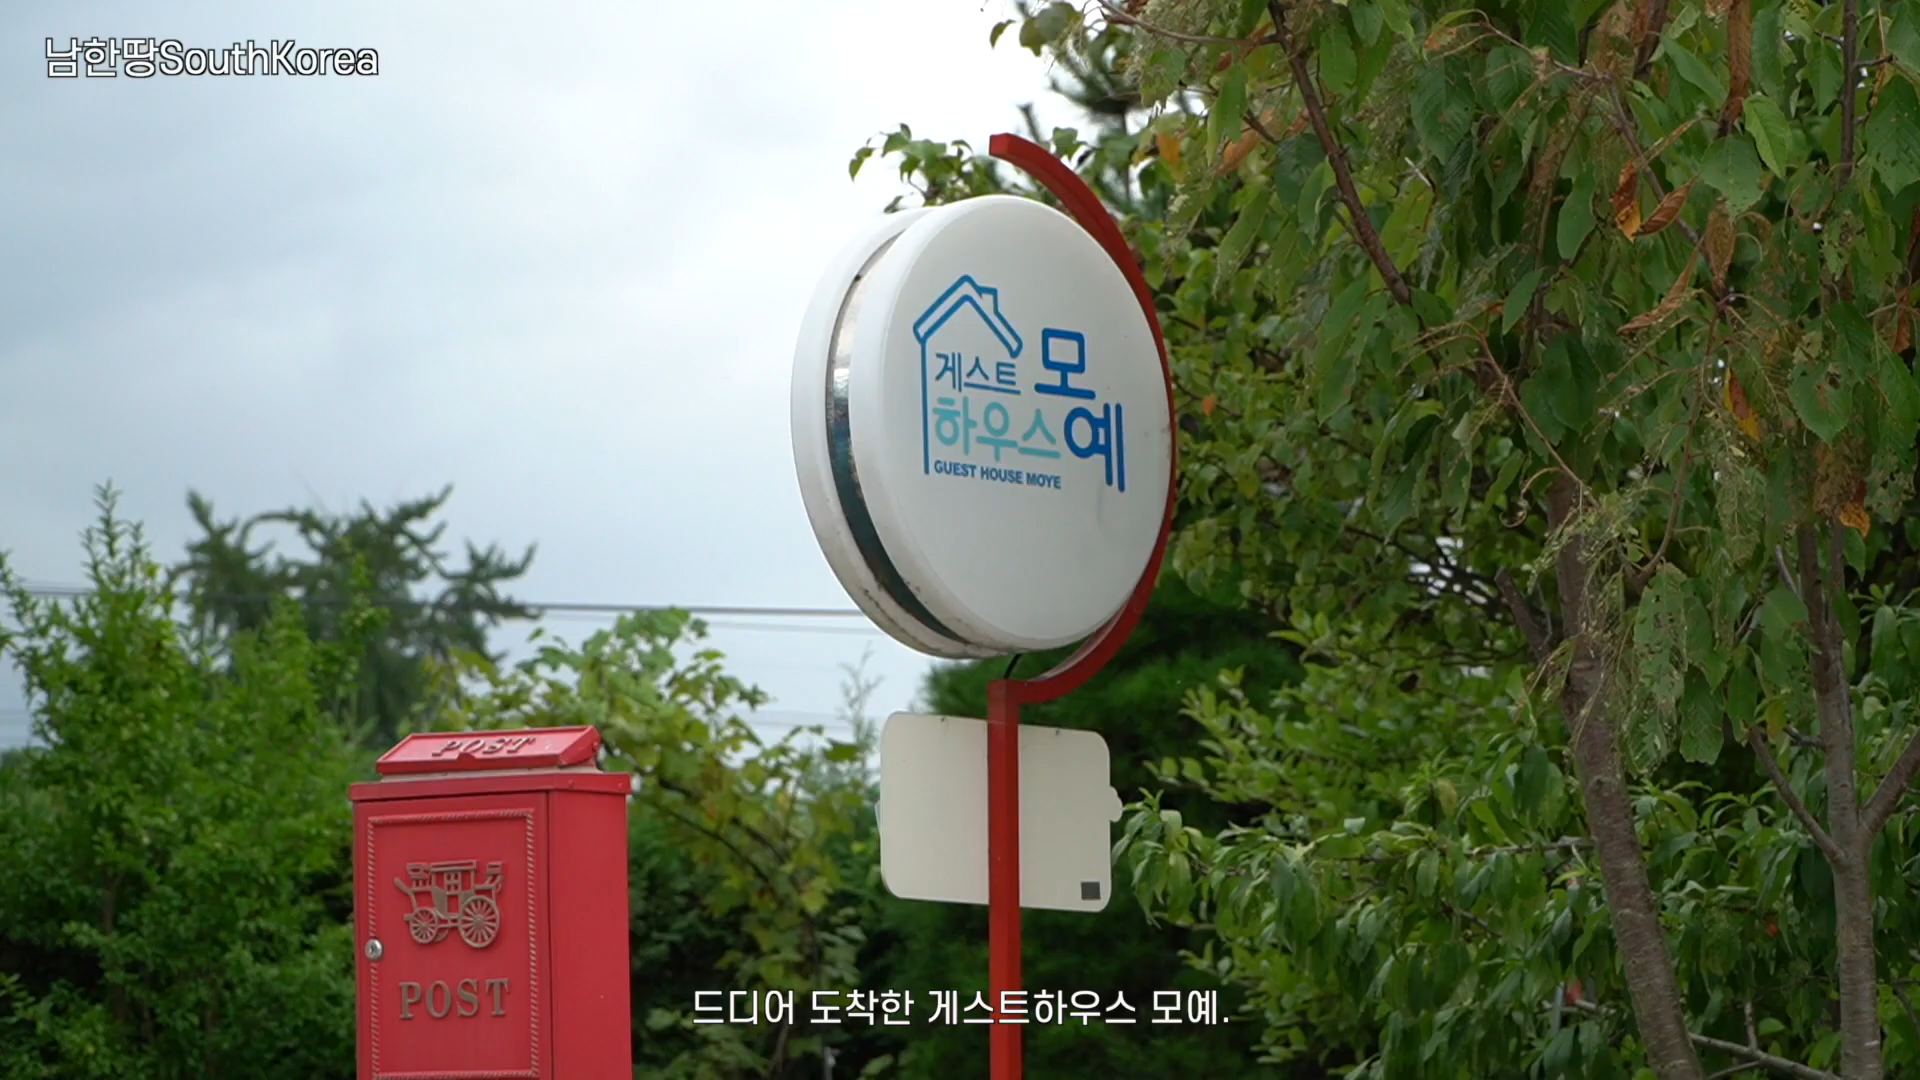 남한땅SouthKorea
게스트 모
하우스예
GUEST HOUSE MOYE
POST
POST
드디어 도착한 게스트하우스 모예.